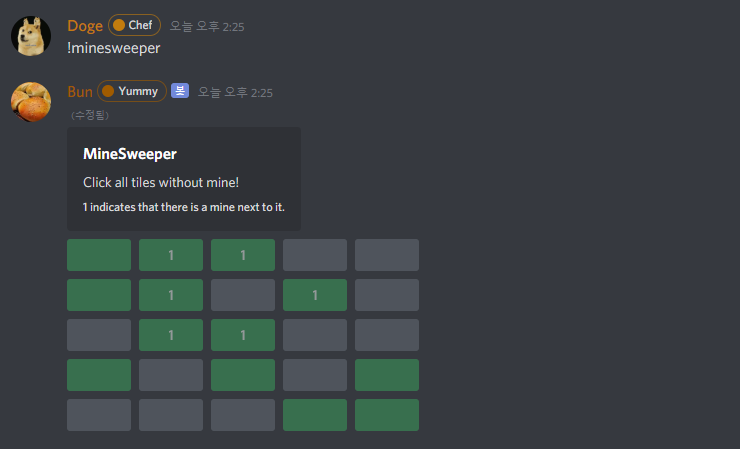 Doge Chef 오늘 오후 2:25
!minesweeper
Bun Yummy 봇 오늘 오후 2:25
(수정됨)
MineSweeper
Click all tiles without mine!
1 indicates that there is a mine next to it.
1 1
1 1
1 1